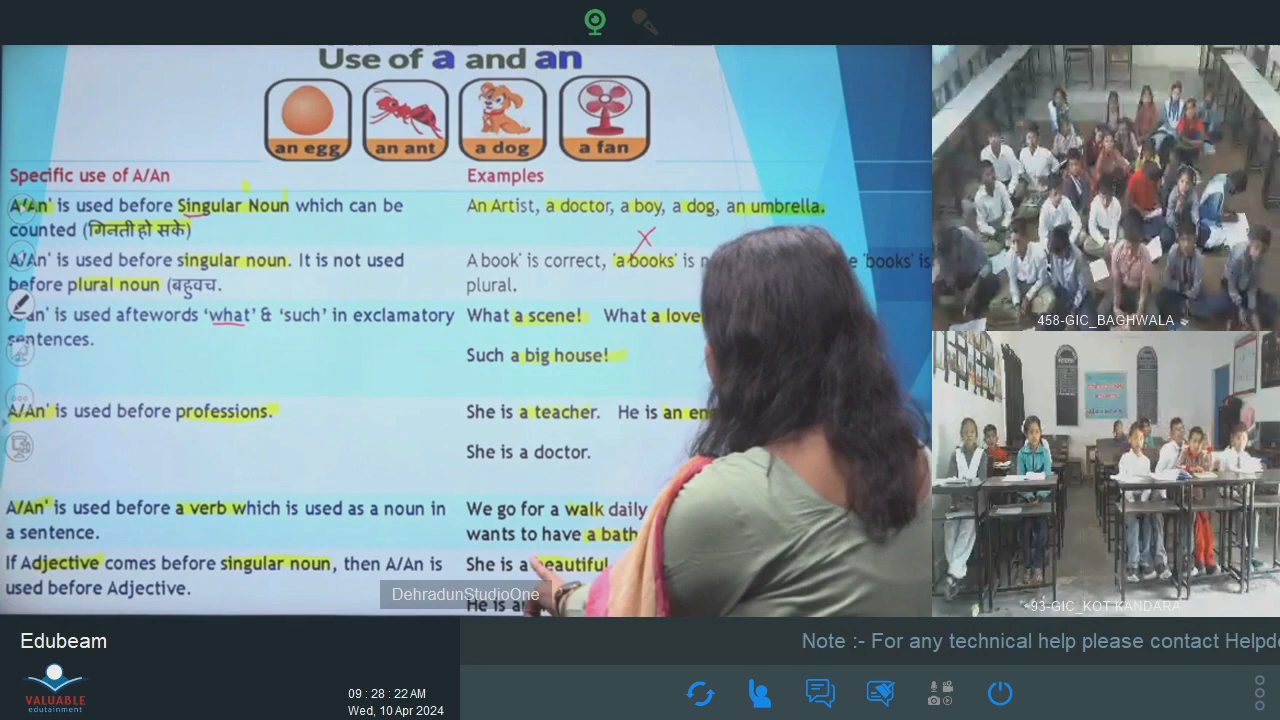 Use of a and an
an egg
an ant
a dog
a fan
Specific use of A/An
Examples
A'/An' is used before Singular Noun which can be
counted (गिनती हो सके)
An Artist, a doctor, a boy, a dog, an umbrella.
A/An' is used before singular noun. It is not used
before plural noun (बहुवच.
A book' is correct, 'a books' is
'books' is
plural.
an' is used aftewords 'what' & 'such' in exclamatory
sentences.
What a scene! What a love
Such a big house!
A/An' is used before professions.
She is a teacher. He is an en
She is a doctor.
A/An' is used before a verb which is used as a noun in
a sentence.
We go for a walk daily
wants to have a bath
If Adjective comes before singular noun, then A/An is
used before Adjective.
She is a beautiful
He is an
DehradunStudioOne
458-GIC_BAGHWALA
93-GIC_KOT KANDARA
Edubeam
VALUABLE
edutainment
09 : 28 : 22 AM
Wed, 10 Apr 2024
Note :- For any technical help please contact Helpd